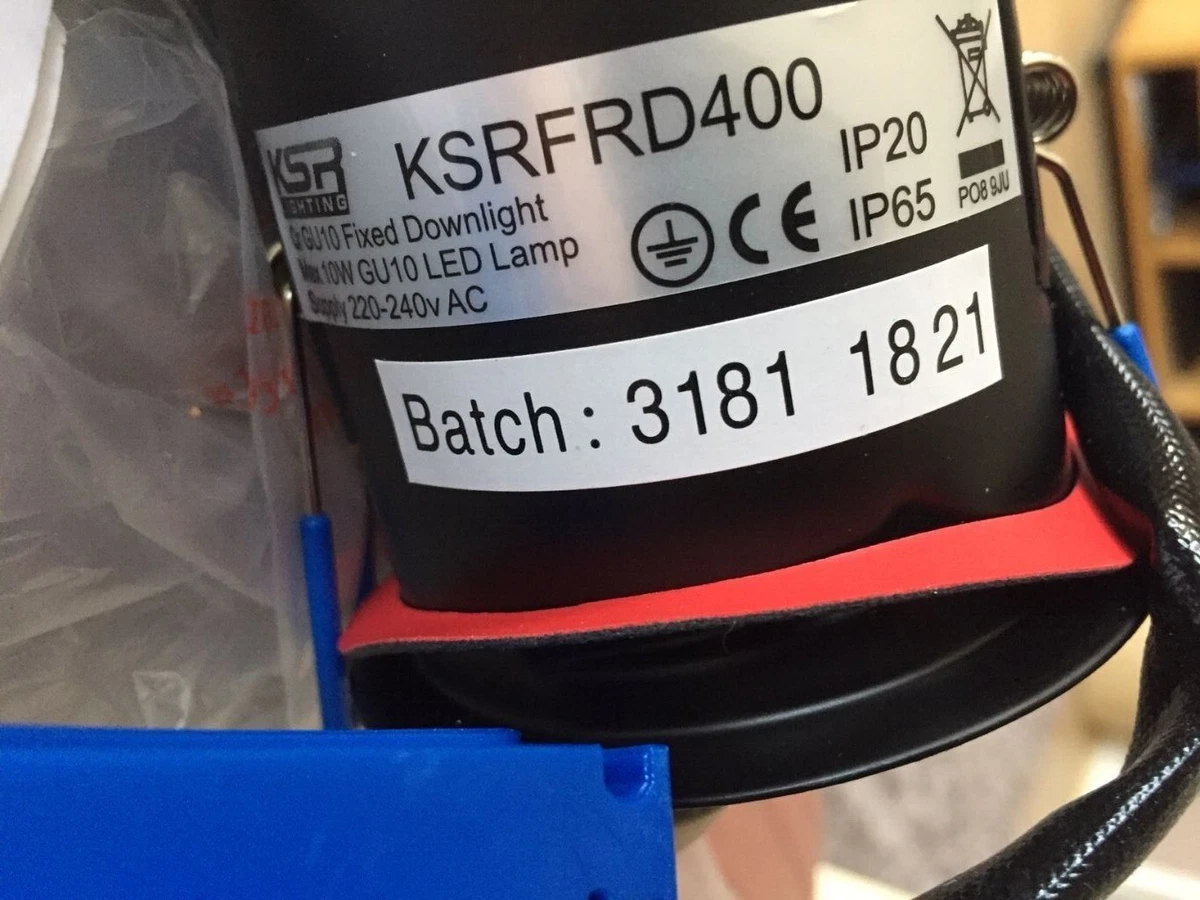 KSR
LIGHTING
KSRFRD400
GU10 Fixed Downlight
Max 10W GU10 LED Lamp
Supply 220-240v AC
CE
IP20
IP65
PO8 9JU
Batch : 3181 1821